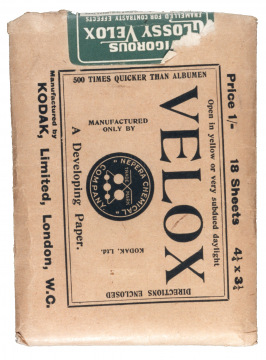 VIGOROUS
GLOSSY VELOX
ENAMELLED FOR CONTRASTY EFFECTS
Price 1/- 18 Sheets 4¼ x 3¼
Open in yellow or very subdued daylight
VELOX
500 TIMES QUICKER THAN ALBUMEN
MANUFACTURED
ONLY BY
NEPERA CHEMICAL
COMPANY
KODAK, Ltd.
DIRECTIONS ENCLOSED
A Developing Paper.
Manufactured by
KODAK, Limited, London, W.C.